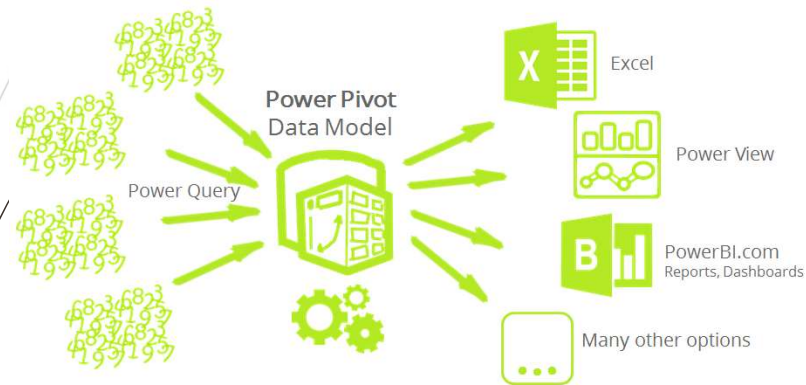 Power Pivot
Data Model
Power Query
X
Excel
Power View
B
PowerBI.com
Reports, Dashboards
Many other options